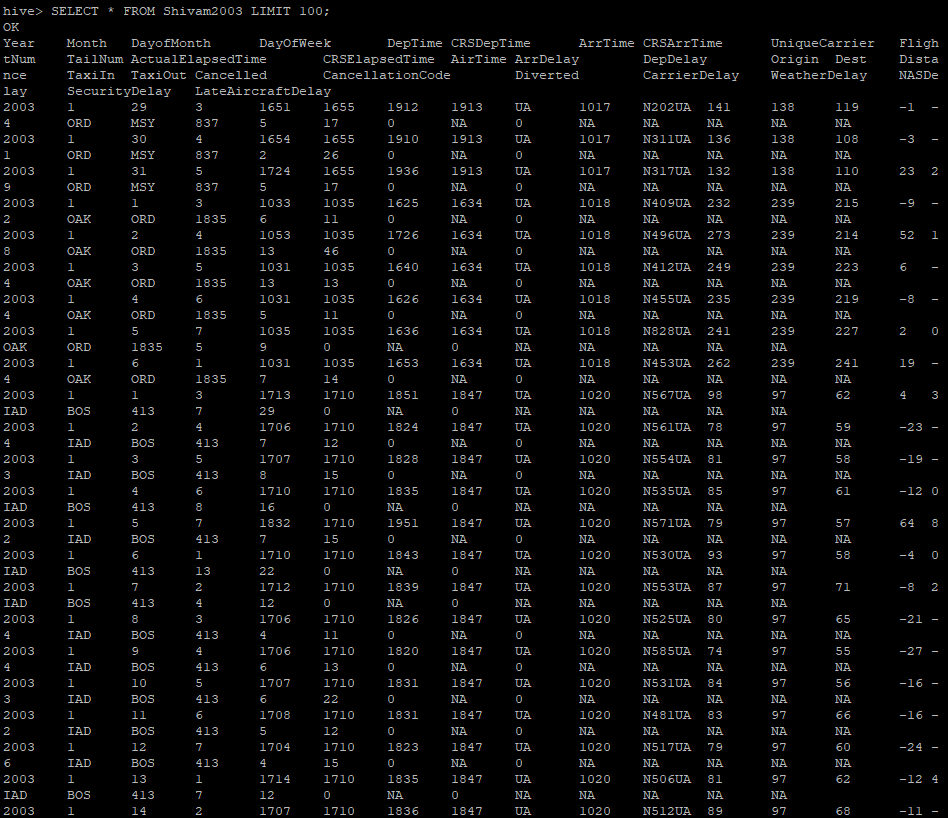 hive> SELECT * FROM Shivam2003 LIMIT 100;
OK
Year Month DayofMonth DayOfWeek DepTime CRSDepTime ArrTime CRSArrTime UniqueCarrier Fligh
tNum TailNum ActualElapsedTime CRSElapsedTime AirTime ArrDelay DepDelay Origin Dest Dista
nce TaxiIn TaxiOut Cancelled CancellationCode Diverted CarrierDelay WeatherDelay NASDe
lay SecurityDelay LateAircraftDelay
2003 1 29 3 1651 1655 1912 1913 UA 1017 N202UA 141 138 119 -1 -
4 ORD MSY 837 5 17 0 NA 0 NA NA NA NA
2003 1 30 4 1654 1655 1910 1913 UA 1017 N311UA 136 138 108 -3 -
1 ORD MSY 837 2 26 0 NA 0 NA NA NA NA
2003 1 31 5 1724 1655 1936 1913 UA 1017 N317UA 132 138 110 23 2
9 ORD MSY 837 5 17 0 NA 0 NA NA NA NA
2003 1 1 3 1033 1035 1625 1634 UA 1018 N409UA 232 239 215 -9 -
2 OAK ORD 1835 6 11 0 NA 0 NA NA NA NA
2003 1 2 4 1053 1035 1726 1634 UA 1018 N496UA 273 239 214 52 1
8 OAK ORD 1835 13 46 0 NA 0 NA NA NA NA
2003 1 3 5 1031 1035 1640 1634 UA 1018 N412UA 249 239 223 6 -
4 OAK ORD 1835 13 13 0 NA 0 NA NA NA NA
2003 1 4 6 1031 1035 1626 1634 UA 1018 N455UA 235 239 219 -8 -
4 OAK ORD 1835 5 11 0 NA 0 NA NA NA NA
2003 1 5 7 1035 1035 1636 1634 UA 1018 N828UA 241 239 227 2 0
OAK ORD 1835 5 9 0 NA 0 NA NA NA NA
2003 1 6 1 1031 1035 1653 1634 UA 1018 N453UA 262 239 241 19 -
4 OAK ORD 1835 7 14 0 NA 0 NA NA NA NA
2003 1 1 3 1713 1710 1851 1847 UA 1020 N567UA 98 97 62 4 3
IAD BOS 413 7 29 0 NA 0 NA NA NA NA
2003 1 2 4 1706 1710 1824 1847 UA 1020 N561UA 78 97 59 -23 -
4 IAD BOS 413 7 12 0 NA 0 NA NA NA NA
2003 1 3 5 1707 1710 1828 1847 UA 1020 N554UA 81 97 58 -19 -
3 IAD BOS 413 8 15 0 NA 0 NA NA NA NA
2003 1 4 6 1710 1710 1835 1847 UA 1020 N535UA 85 97 61 -12 0
IAD BOS 413 8 16 0 NA 0 NA NA NA NA
2003 1 5 7 1832 1710 1951 1847 UA 1020 N571UA 79 97 57 64 8
2 IAD BOS 413 7 15 0 NA 0 NA NA NA NA
2003 1 6 1 1710 1710 1843 1847 UA 1020 N530UA 93 97 58 -4 0
IAD BOS 413 13 22 0 NA 0 NA NA NA NA
2003 1 7 2 1712 1710 1839 1847 UA 1020 N553UA 87 97 71 -8 2
IAD BOS 413 4 12 0 NA 0 NA NA NA NA
2003 1 8 3 1706 1710 1826 1847 UA 1020 N525UA 80 97 65 -21 -
4 IAD BOS 413 4 11 0 NA 0 NA NA NA NA
2003 1 9 4 1706 1710 1820 1847 UA 1020 N585UA 74 97 55 -27 -
4 IAD BOS 413 6 13 0 NA 0 NA NA NA NA
2003 1 10 5 1707 1710 1831 1847 UA 1020 N531UA 84 97 56 -16 -
3 IAD BOS 413 6 22 0 NA 0 NA NA NA NA
2003 1 11 6 1708 1710 1831 1847 UA 1020 N481UA 83 97 66 -16 -
2 IAD BOS 413 5 12 0 NA 0 NA NA NA NA
2003 1 12 7 1704 1710 1823 1847 UA 1020 N517UA 79 97 60 -24 -
6 IAD BOS 413 4 15 0 NA 0 NA NA NA NA
2003 1 13 1 1714 1710 1835 1847 UA 1020 N506UA 81 97 62 -12 4
IAD BOS 413 7 12 0 NA 0 NA NA NA NA
2003 1 14 2 1707 1710 1836 1847 UA 1020 N512UA 89 97 68 -11 -